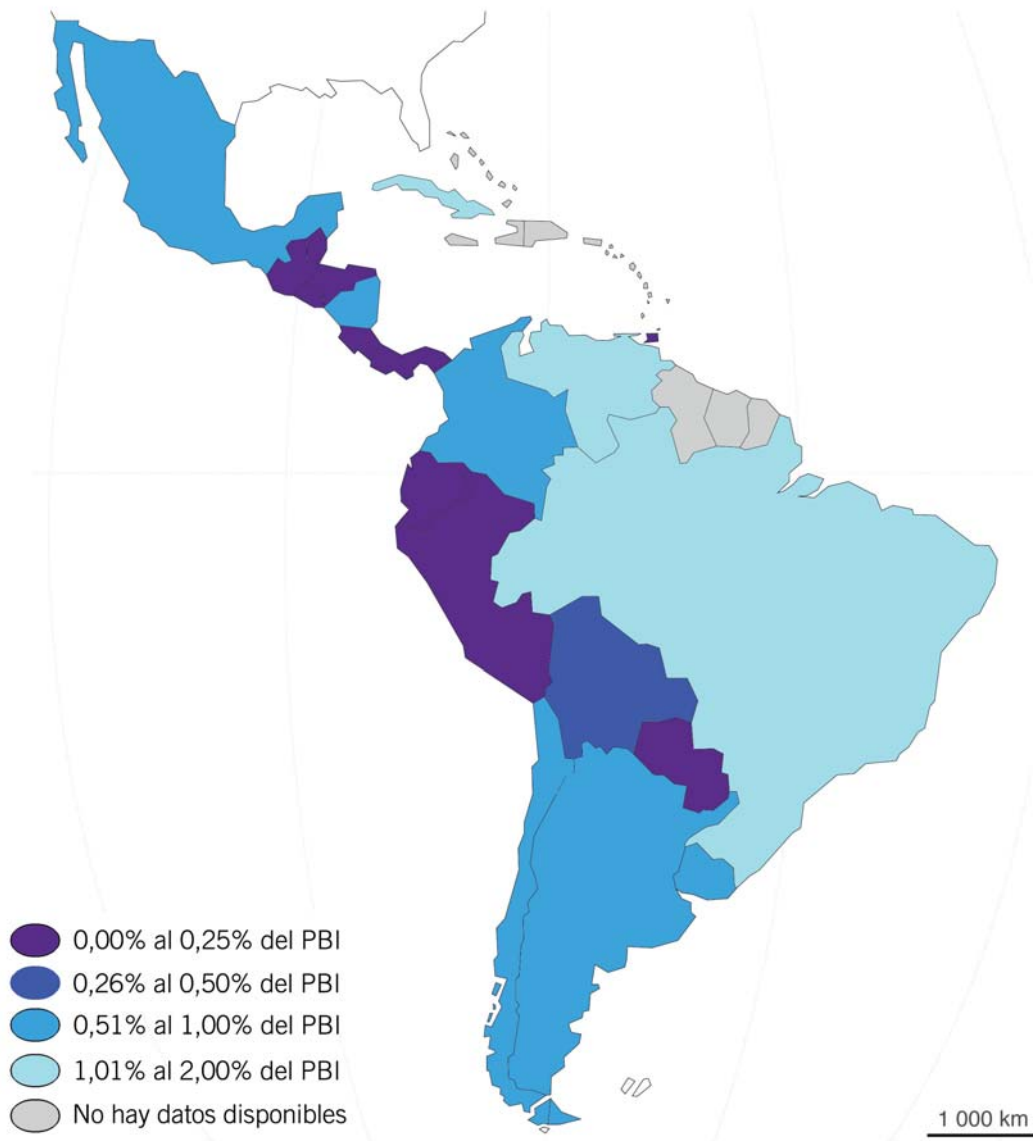 0,00% al 0,25% del PBI
0,26% al 0,50% del PBI
0,51% al 1,00% del PBI
1,01% al 2,00% del PBI
No hay datos disponibles
1 000 km